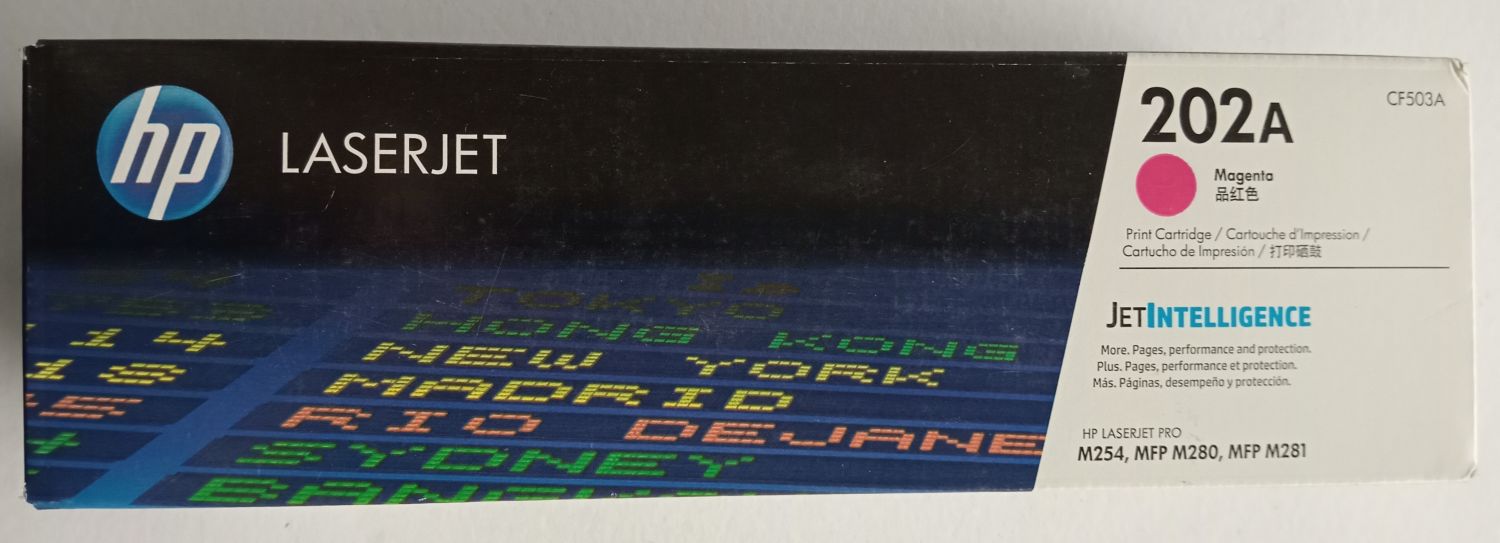 hp
LASERJET
202A
CF503A
Magenta
品红色
Print Cartridge / Cartouche d'Impression /
Cartucho de Impresión / 打印硒鼓
JETINTELLIGENCE
More. Pages, performance and protection.
Plus. Pages, performance et protection.
Más. Páginas, desempeño y protección.
HP LASERJET PRO
M254, MFP M280, MFP M281
TOKYO
HONG KONG
14 NEW YORK
18 MADRID
RIO DEJANE
SYDNEY